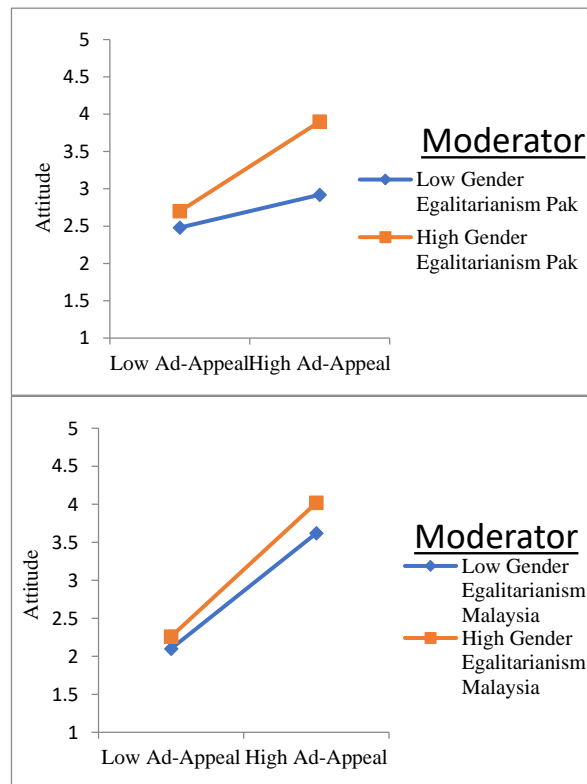 5
4.5
4
3.5
3
2.5
2
1.5
1
Attitude
Low Ad-Appeal High Ad-Appeal
Moderator
Low Gender
Egalitarianism Pak
High Gender
Egalitarianism Pak
5
4.5
4
3.5
3
2.5
2
1.5
1
Attitude
Low Ad-Appeal High Ad-Appeal
Moderator
Low Gender
Egalitarianism
Malaysia
High Gender
Egalitarianism
Malaysia